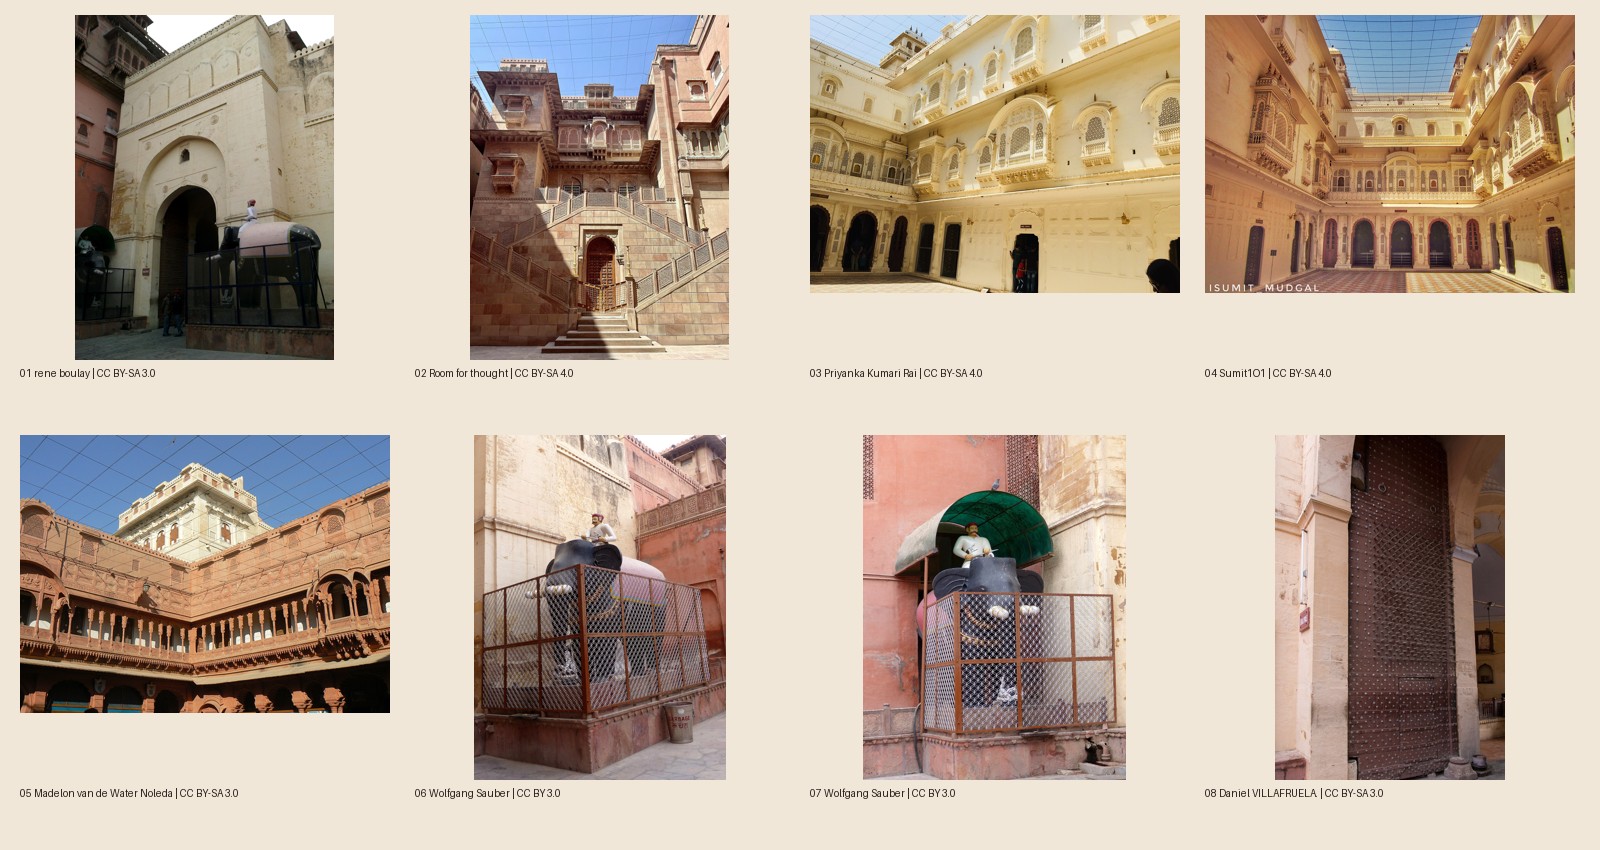 ISUMIT MUDGAL
01 rene boulay | CC BY-SA 3.0
02 Room for thought | CC BY-SA 4.0
03 Priyanka Kumari Rai | CC BY-SA 4.0
04 Sumit1O1 | CC BY-SA 4.0
05 Madelon van de Water Noleda | CC BY-SA 3.0
06 Wolfgang Sauber | CC BY 3.0
07 Wolfgang Sauber | CC BY 3.0
08 Daniel VILLAFRUELA. | CC BY-SA 3.0